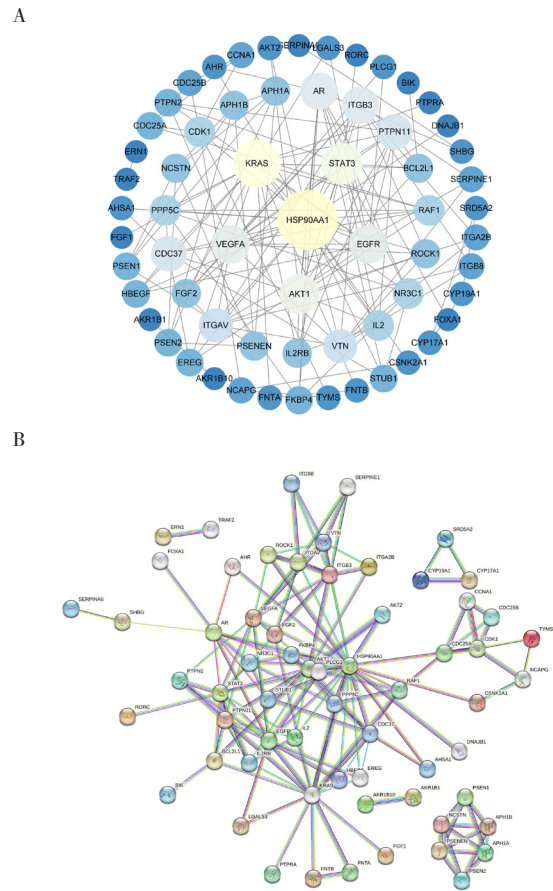 A
SERPINA6
AKT2
LGALS3
CCNA1
RORC
AHR
PLCG1
CDC25B
BIK
PTPN2
APH1A
AR
PTPRA
APH1B
ITGB3
CDC25A
CDK1
PTPN11
DNAJB1
ERN1
SHBG
NCSTN
KRAS
STAT3
BCL2L1
TRAF2
SERPINE1
AHSA1
PPP5C
HSP90AA1
RAF1
SRD5A2
FGF1
ITGA2B
CDC37
VEGFA
EGFR
ROCK1
PSEN1
ITGB8
HBEGF
FGF2
AKT1
NR3C1
CYP19A1
AKR1B1
ITGAV
IL2
FOXA1
PSEN2
PSENEN
IL2RB
VTN
CYP17A1
EREG
CSNK2A1
AKR1B10
STUB1
NCAPG
FNTA
FKBP4
TYMS
FNTB
B
ITGB8
SERPINE1
TRAF2
ERN1
VTN
SRD5A2
ROCK1
ITGAV
FOXA1
AHR
ITGB3
ITGA2B
CYP19A1
CYP17A1
CCNA1
SERPINA6
SHBG
VEGFA
AKT2
CDC25B
FGF2
AR
TYMS
NR3C1
FKBP4
HSP90AA1
CDC25A
CDK1
PTPN2
PLCG1
STAT3
RAF1
NCAPG
STUB1
PPP5C
CSNK2A1
RORC
PTPN11
CDC37
EGFR
IL2
DNAJB1
BCL2L1
IL2RB
AHSA1
EREG
BIK
KRAS
AKR1B10
AKR1B1
PSEN1
LGALS3
NCSTN
APH1B
PSENEN
APH1A
PTPRA
FNTB
FNTA
FGF1
PSEN2